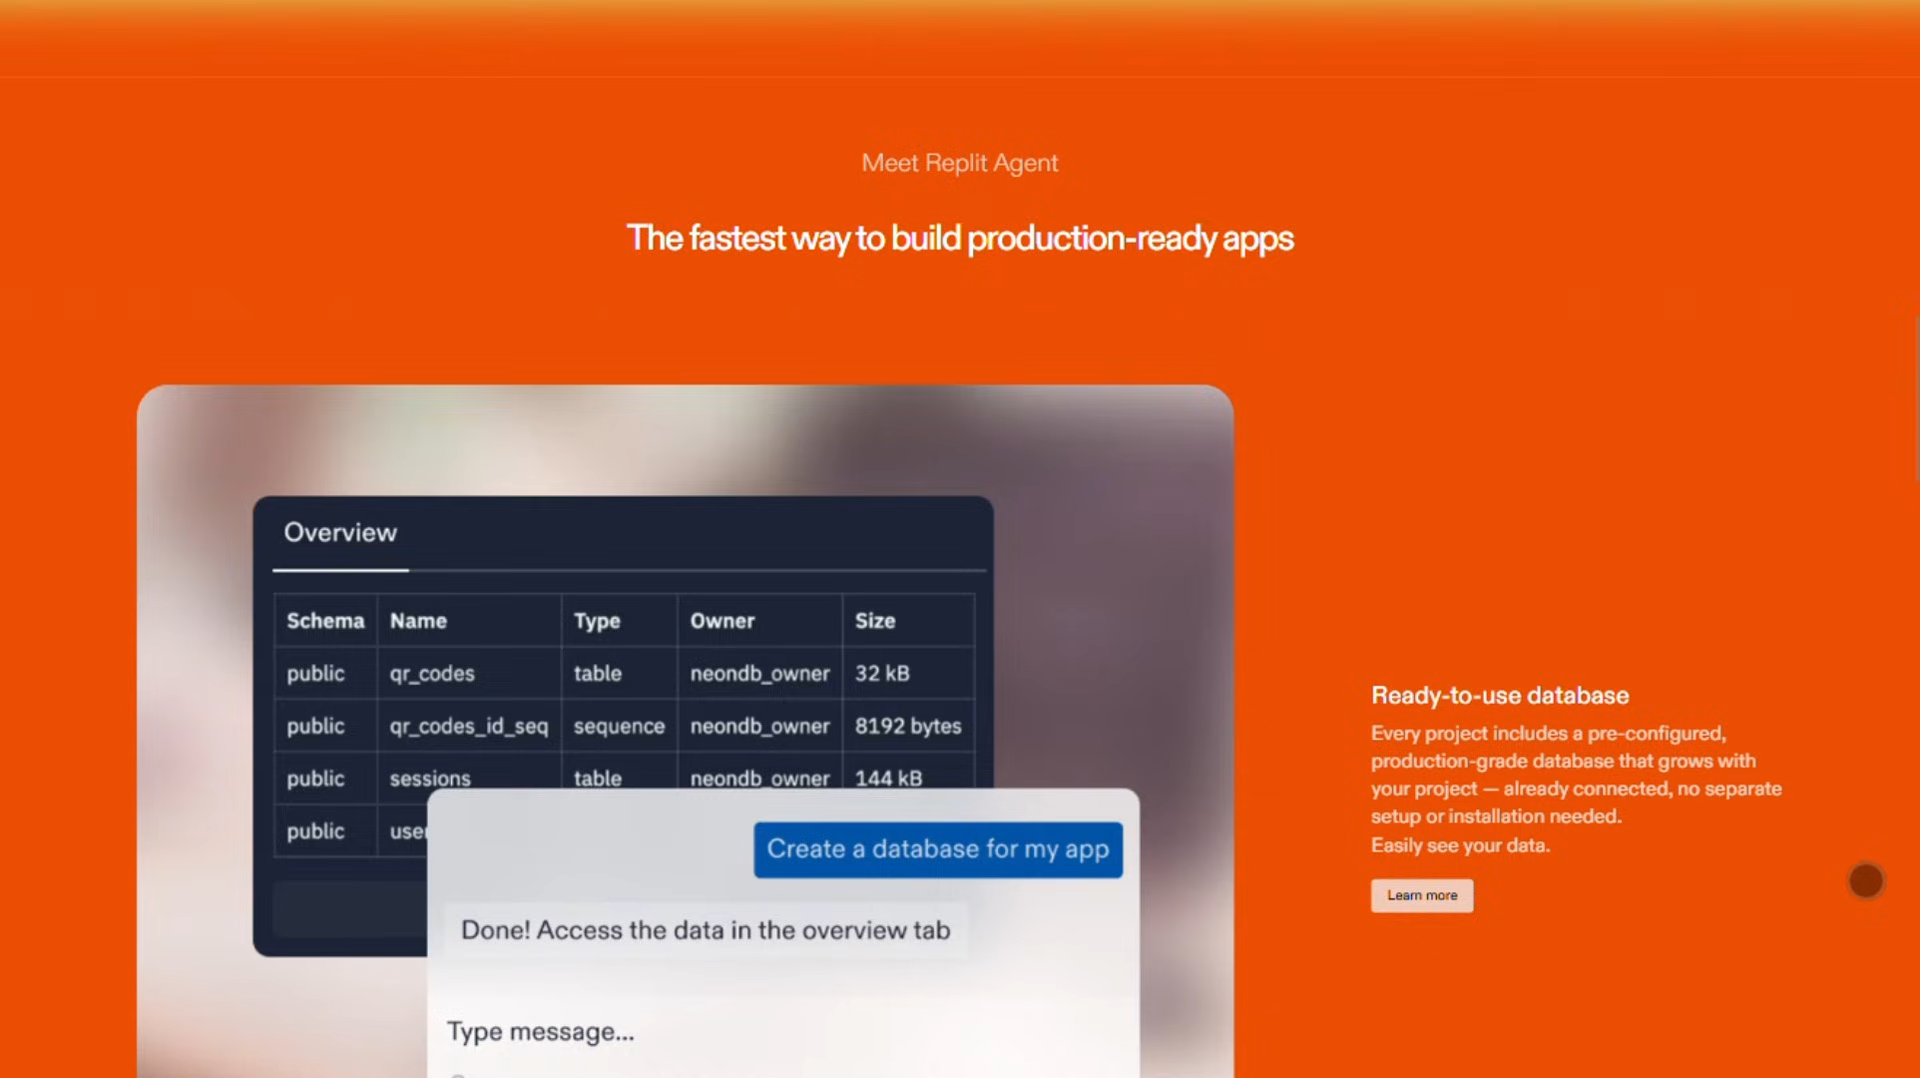 Meet Replit Agent
The fastest way to build production-ready apps
Overview
Schema Name Type Owner Size
public qr_codes table neondb_owner 32 kB
public qr_codes_id_seq sequence neondb_owner 8192 bytes
public sessions table neondb_owner 144 kB
public
Create a database for my app
Done! Access the data in the overview tab
Type message...
Ready-to-use database
Every project includes a pre-configured,
production-grade database that grows with
your project — already connected, no separate
setup or installation needed.
Easily see your data.
Learn more